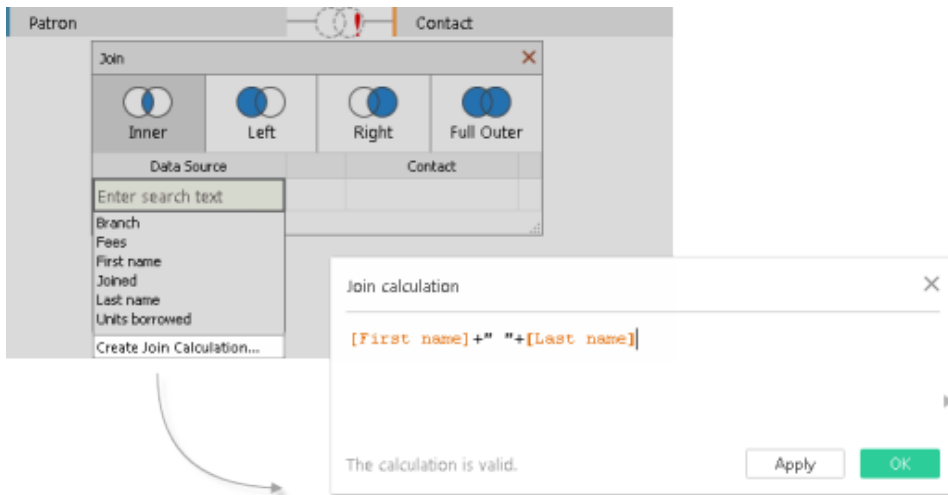 Patron
Contact
Join
Inner
Left
Right
Full Outer
Data Source
Contact
Enter search text
Branch
Fees
First name
Joined
Last name
Units borrowed
Create Join Calculation...
Join calculation
[First name]+" "+[Last name]
The calculation is valid.
Apply
OK